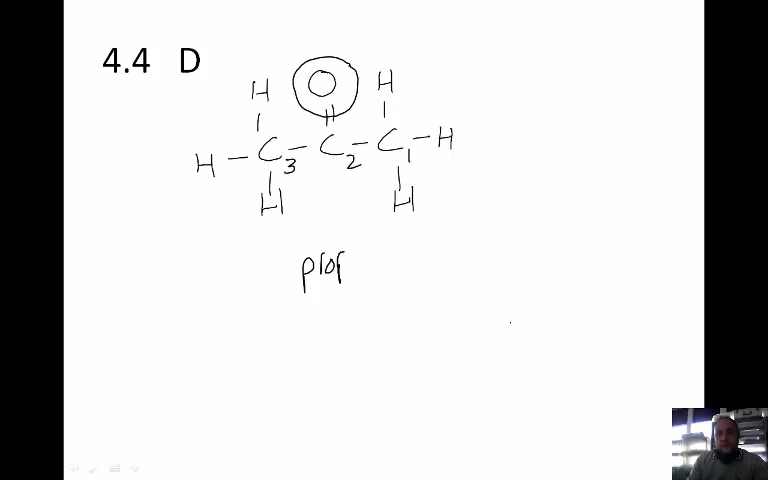 4.4 D
H O H
H - C3 = C2 - C1 - H
H H
prop